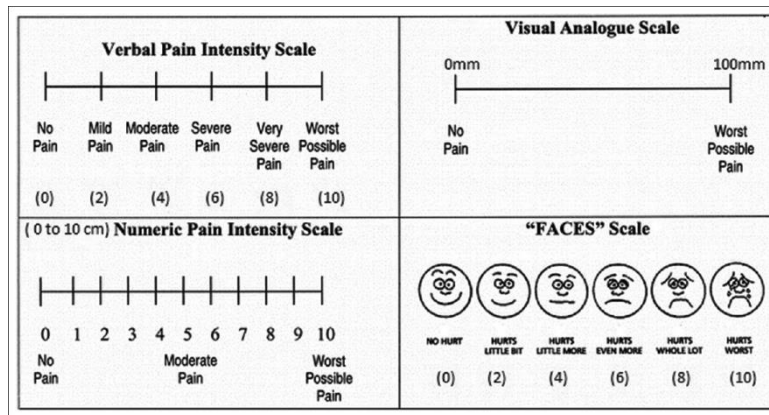 Verbal Pain Intensity Scale
No Pain
Mild Pain
Moderate Pain
Severe Pain
Very Severe Pain
Worst Possible Pain
(0) (2) (4) (6) (8) (10)
Visual Analogue Scale
0mm 100mm
No Pain
Worst Possible Pain
( 0 to 10 cm) Numeric Pain Intensity Scale
0 1 2 3 4 5 6 7 8 9 10
No Pain
Moderate Pain
Worst Possible Pain
“FACES” Scale
NO HURT
HURTS LITTLE BIT
HURTS LITTLE MORE
HURTS EVEN MORE
HURTS WHOLE LOT
HURTS WORST
(0) (2) (4) (6) (8) (10)